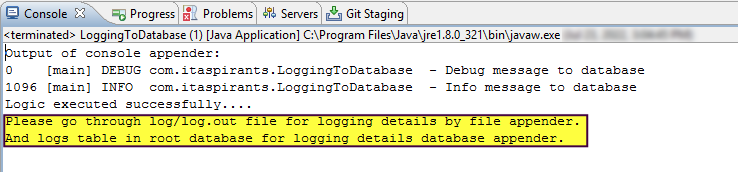 Console Progress Problems Servers Git Staging
<terminated> LoggingToDatabase (1) [Java Application] C:\Program Files\Java\jre1.8.0_321\bin\javaw.exe
Output of console appender:
0 [main] DEBUG com.itaspirants.LoggingToDatabase - Debug message to database
1096 [main] INFO com.itaspirants.LoggingToDatabase - Info message to database
Logic executed successfully....
Please go through log/log.out file for logging details by file appender.
And logs table in root database for logging details database appender.